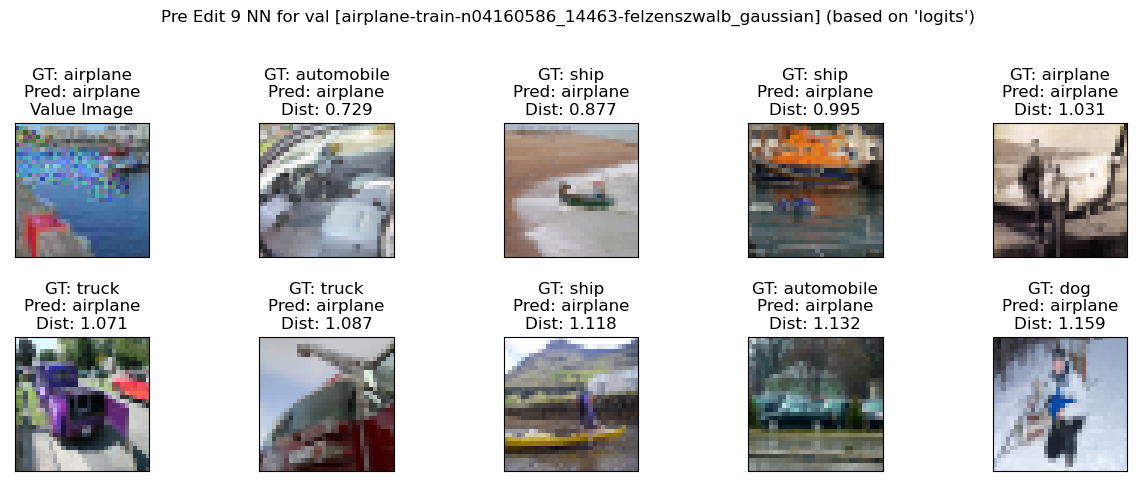 Pre Edit 9 NN for val [airplane-train-n04160586_14463-felzenszwalb_gaussian] (based on 'logits')
GT: airplane
Pred: airplane
Value Image
GT: automobile
Pred: airplane
Dist: 0.729
GT: ship
Pred: airplane
Dist: 0.877
GT: ship
Pred: airplane
Dist: 0.995
GT: airplane
Pred: airplane
Dist: 1.031
GT: truck
Pred: airplane
Dist: 1.071
GT: truck
Pred: airplane
Dist: 1.087
GT: ship
Pred: airplane
Dist: 1.118
GT: automobile
Pred: airplane
Dist: 1.132
GT: dog
Pred: airplane
Dist: 1.159